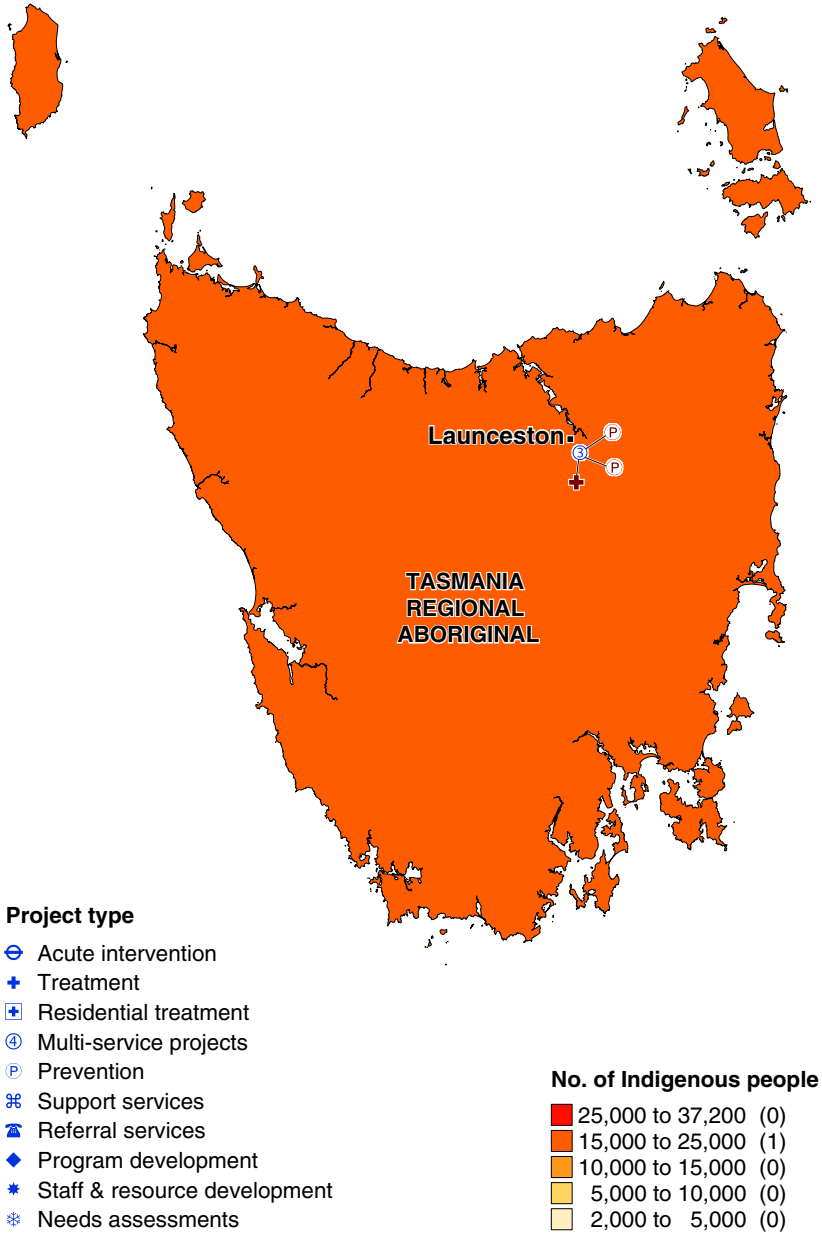 Launceston
P
3
P
TASMANIA
REGIONAL
ABORIGINAL
Project type
Acute intervention
Treatment
Residential treatment
4 Multi-service projects
P Prevention
Support services
Referral services
Program development
Staff & resource development
Needs assessments
No. of Indigenous people
25,000 to 37,200 (0)
15,000 to 25,000 (1)
10,000 to 15,000 (0)
5,000 to 10,000 (0)
2,000 to 5,000 (0)